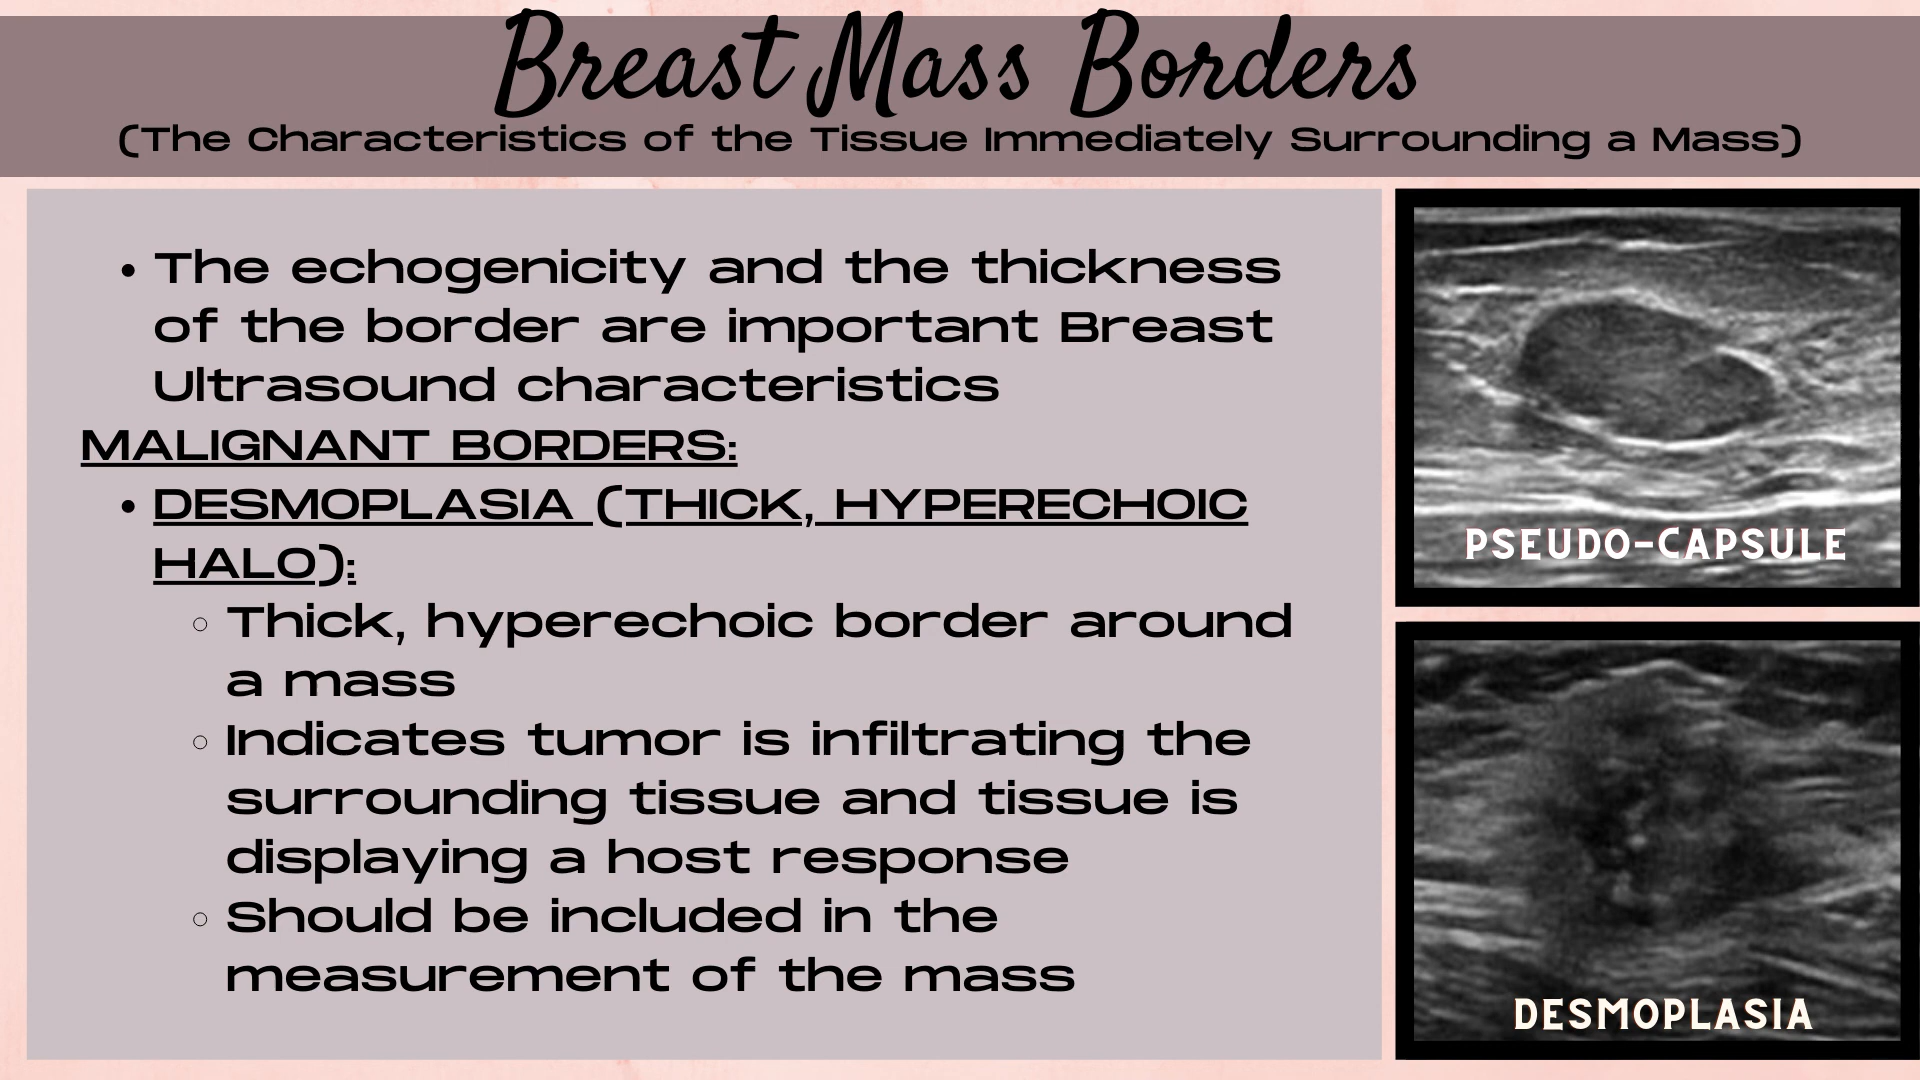 Breast Mass Borders
(The Characteristics of the Tissue Immediately Surrounding a Mass)
• The echogenicity and the thickness
of the border are important Breast
Ultrasound characteristics
MALIGNANT BORDERS:
• DESMOPLASIA (THICK, HYPERECHOIC
HALO):
○ Thick, hyperechoic border around
a mass
○ Indicates tumor is infiltrating the
surrounding tissue and tissue is
displaying a host response
○ Should be included in the
measurement of the mass
PSEUDO-CAPSULE
DESMOPLASIA